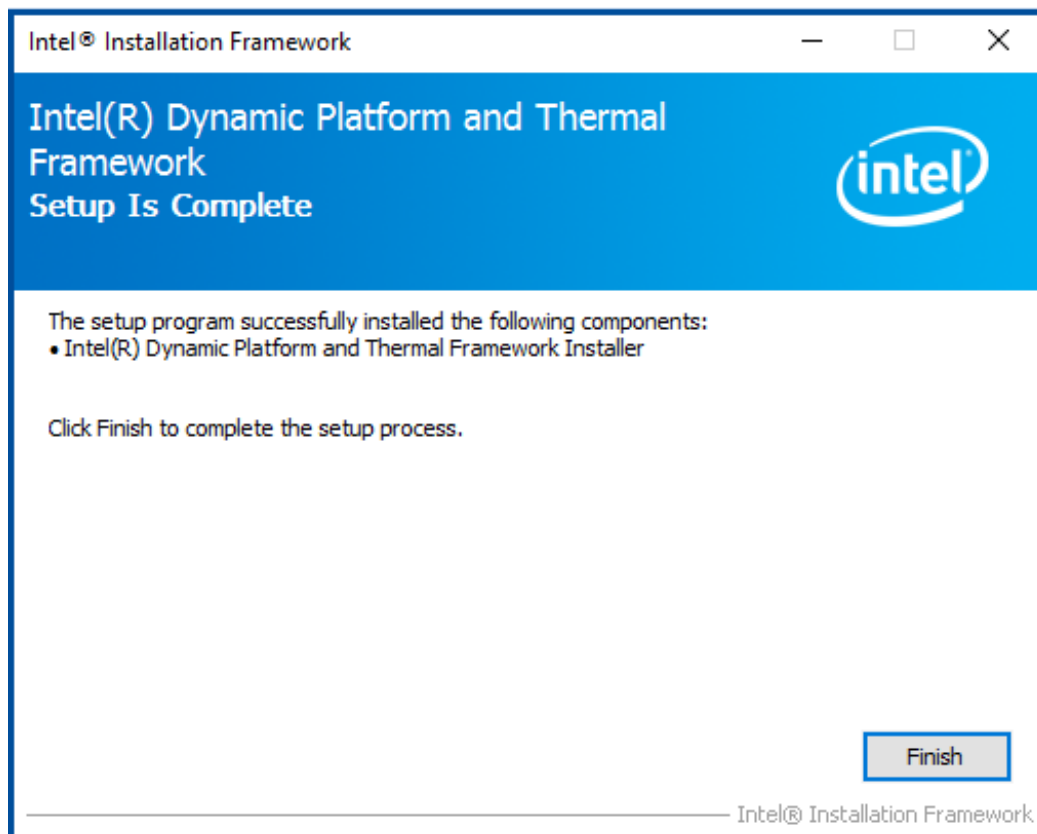 Intel® Installation Framework
Intel(R) Dynamic Platform and Thermal
Framework
Setup Is Complete
intel
The setup program successfully installed the following components:
• Intel(R) Dynamic Platform and Thermal Framework Installer
Click Finish to complete the setup process.
Finish
Intel® Installation Framework